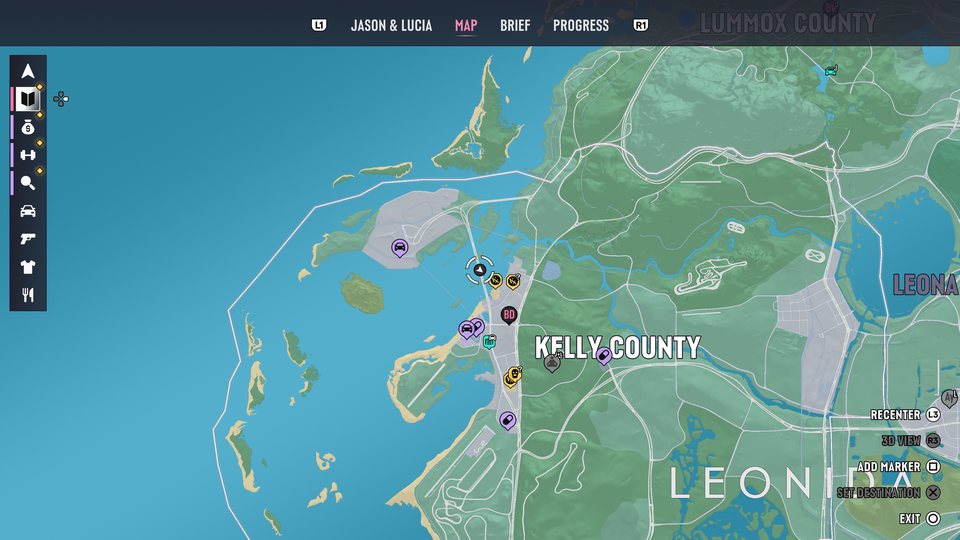 L1 JASON & LUCIA MAP BRIEF PROGRESS R1
LUMMOX COUNTY
BD
KELLY COUNTY
LEONA
LEONIDA
RECENTER L3
3D VIEW R3
ADD MARKER
SET DESTINATION
EXIT